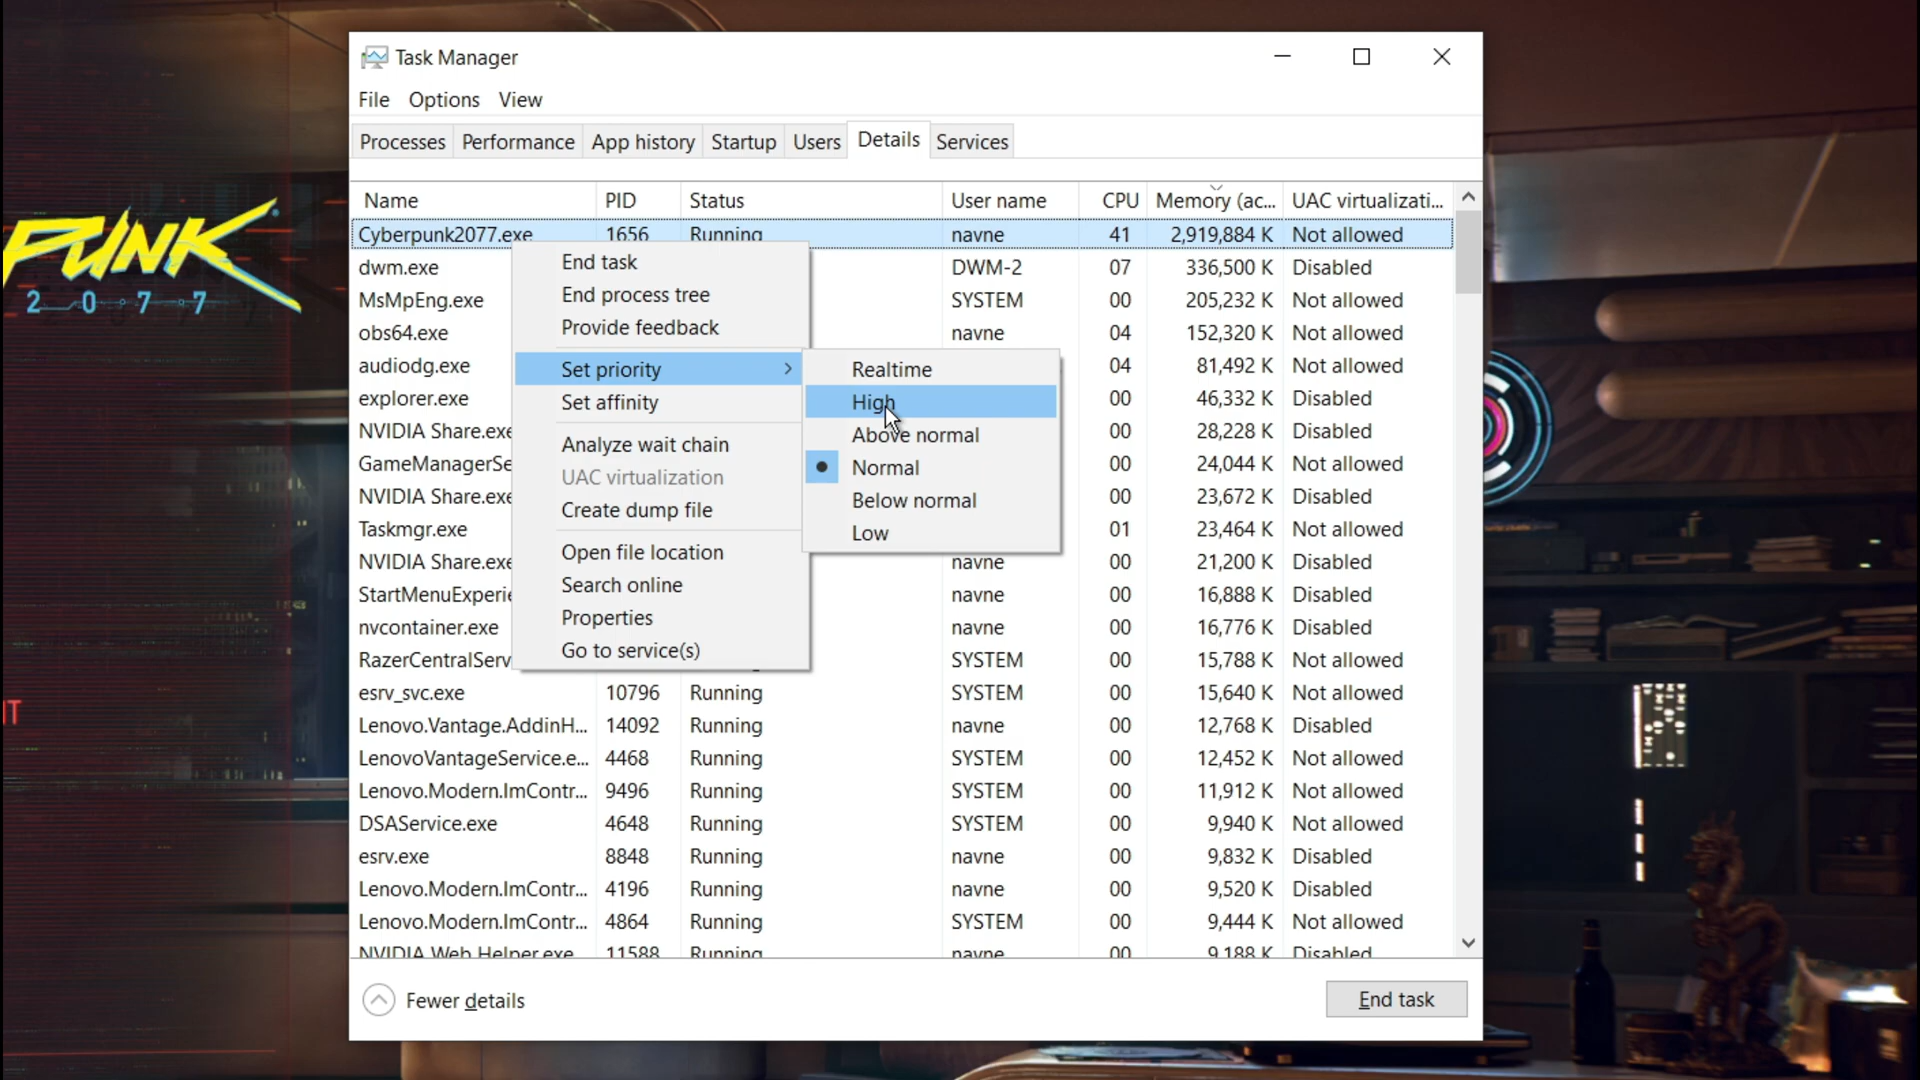 Task Manager
File Options View
Processes Performance App history Startup Users Details Services
Name PID Status User name CPU Memory (ac... UAC virtualizati...
Cyberpunk2077.exe 1656 Running navne 41 2,919,884 K Not allowed
dwm.exe DWM-2 07 336,500 K Disabled
MsMpEng.exe SYSTEM 00 205,232 K Not allowed
obs64.exe navne 04 152,320 K Not allowed
audiodg.exe 04 81,492 K Not allowed
explorer.exe 00 46,332 K Disabled
NVIDIA Share.exe 00 28,228 K Disabled
GameManagerSe 00 24,044 K Not allowed
NVIDIA Share.exe 00 23,672 K Disabled
Taskmgr.exe 01 23,464 K Not allowed
NVIDIA Share.exe navne 00 21,200 K Disabled
StartMenuExperie navne 00 16,888 K Disabled
nvcontainer.exe navne 00 16,776 K Disabled
RazerCentralServ SYSTEM 00 15,788 K Not allowed
esrv_svc.exe 10796 Running SYSTEM 00 15,640 K Not allowed
Lenovo.Vantage.AddinH... 14092 Running navne 00 12,768 K Disabled
LenovoVantageService.e... 4468 Running SYSTEM 00 12,452 K Not allowed
Lenovo.Modern.ImContr... 9496 Running SYSTEM 00 11,912 K Not allowed
DSAService.exe 4648 Running SYSTEM 00 9,940 K Not allowed
esrv.exe 8848 Running navne 00 9,832 K Disabled
Lenovo.Modern.ImContr... 4196 Running navne 00 9,520 K Disabled
Lenovo.Modern.ImContr... 4864 Running SYSTEM 00 9,444 K Not allowed
NVIDIA Web Helper.exe 11588 Running navne 00 9,188 K Disabled
End task
End process tree
Provide feedback
Set priority
Set affinity
Analyze wait chain
UAC virtualization
Create dump file
Open file location
Search online
Properties
Go to service(s)
Realtime
High
Above normal
Normal
Below normal
Low
Fewer details
End task
PUNK
2077